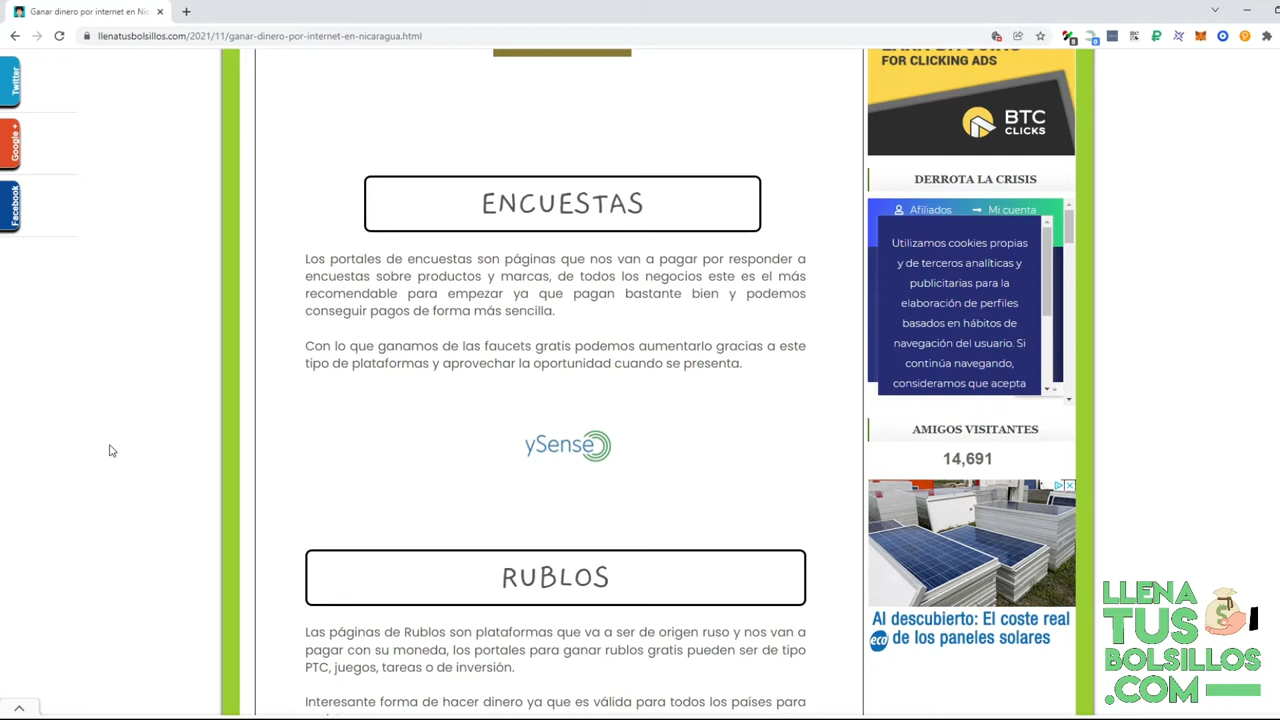 Ganar dinero por internet en Nic
llenatusbolsillos.com/2021/11/ganar-dinero-por-internet-en-nicaragua.html
Twitter
Google +
Facebook
ENCUESTAS
Los portales de encuestas son páginas que nos van a pagar por responder a
encuestas sobre productos y marcas, de todos los negocios este es el más
recomendable para empezar ya que pagan bastante bien y podemos
conseguir pagos de forma más sencilla.
Con lo que ganamos de las faucets gratis podemos aumentarlo gracias a este
tipo de plataformas y aprovechar la oportunidad cuando se presenta.
ySense
RUBLOS
Las páginas de Rublos son plataformas que va a ser de origen ruso y nos van a
pagar con su moneda, los portales para ganar rublos gratis pueden ser de tipo
PTC, juegos, tareas o de inversión.
Interesante forma de hacer dinero ya que es válida para todos los países para
FOR CLICKING ADS
BTC
CLICKS
DERROTA LA CRISIS
Afiliados Mi cuenta
Utilizamos cookies propias
y de terceros analíticas y
publicitarias para la
elaboración de perfiles
basados en hábitos de
navegación del usuario. Si
continúa navegando,
consideramos que acepta
AMIGOS VISITANTES
14,691
Al descubierto: El coste real
eco de los paneles solares
LLENA
TUS
BOLSILLOS
.COM